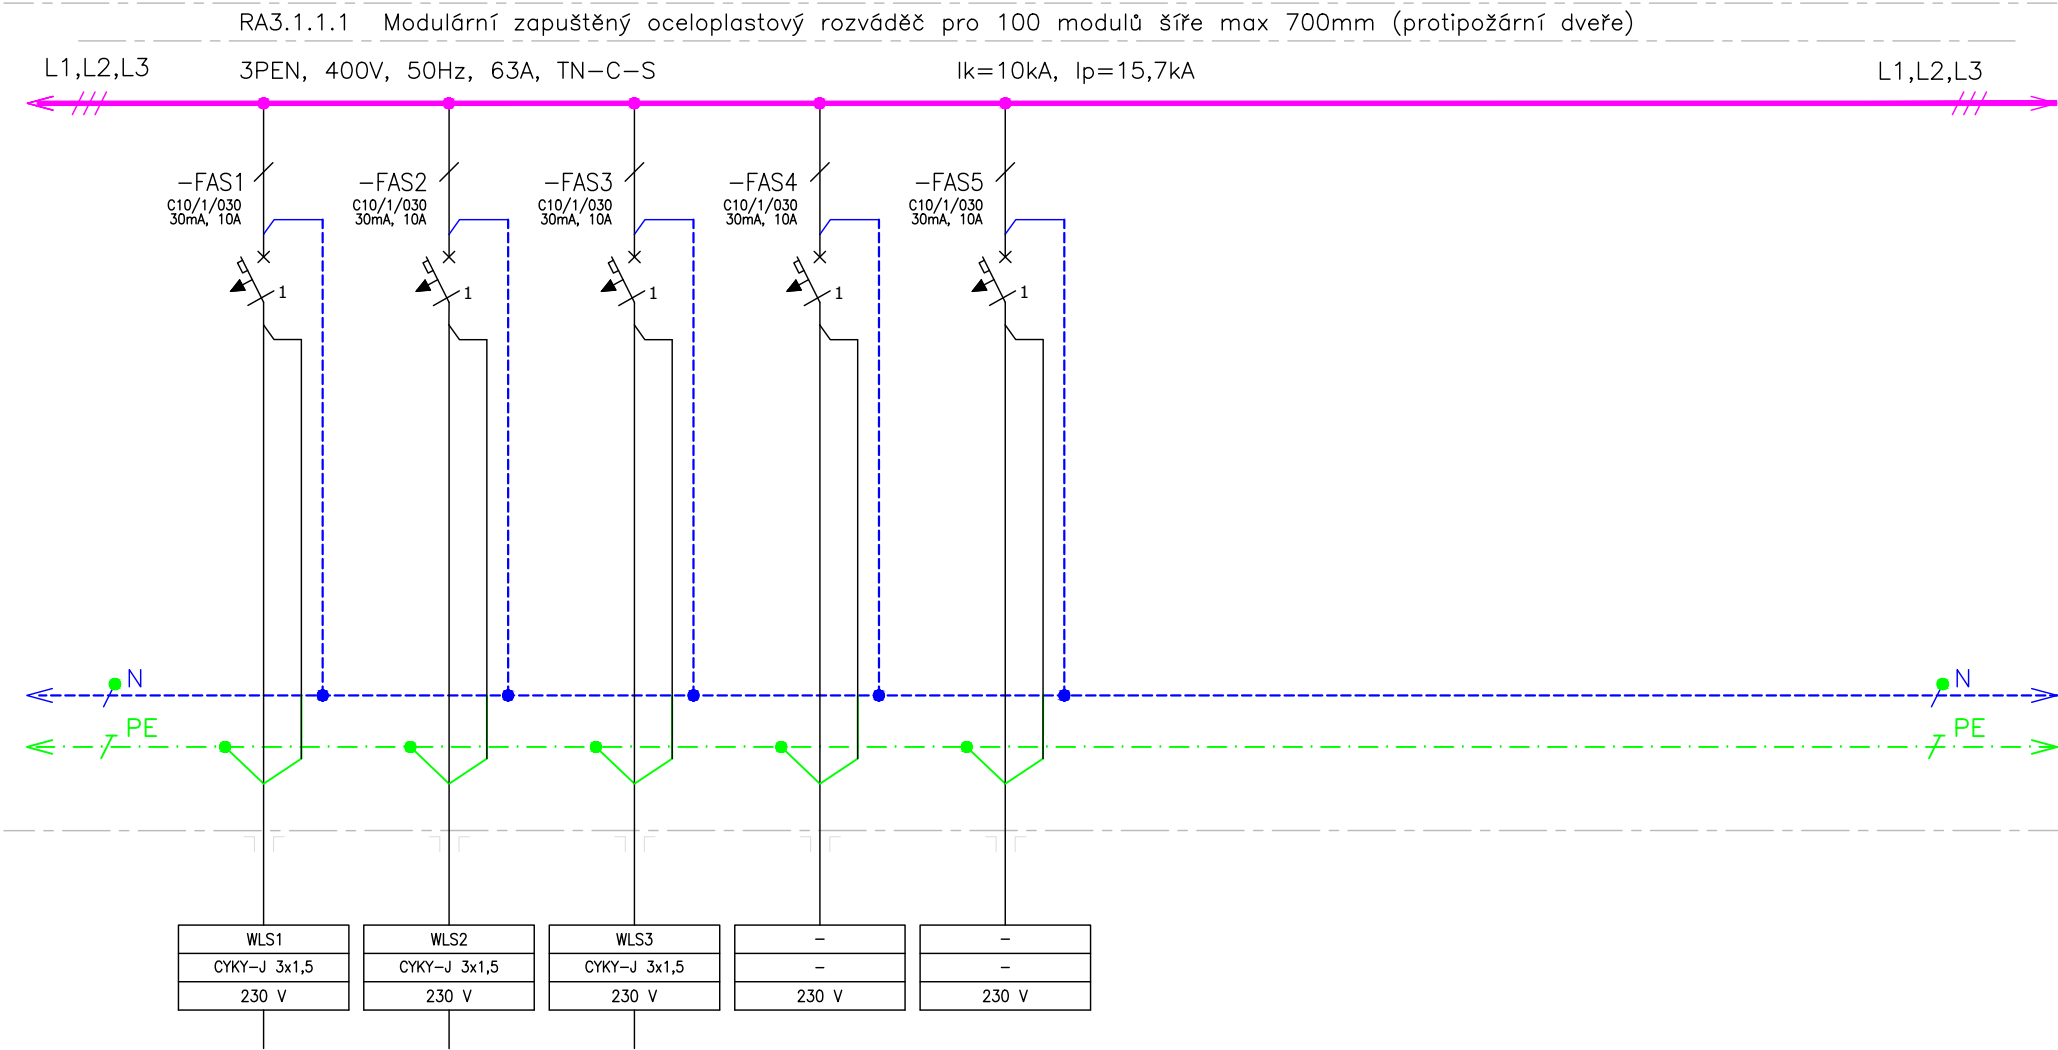 RA3.1.1.1 Modulární zapuštěný oceloplastový rozváděč pro 100 modulů šíře max 700mm (protipožární dveře)
L1,L2,L3 3PEN, 400V, 50Hz, 63A, TN-C-S Ik=10kA, Ip=15,7kA L1,L2,L3
-FAS1 -FAS2 -FAS3 -FAS4 -FAS5
C10/1/030 C10/1/030 C10/1/030 C10/1/030 C10/1/030
30mA, 10A 30mA, 10A 30mA, 10A 30mA, 10A 30mA, 10A
1 1 1 1 1
N N
PE PE
WLS1 WLS2 WLS3 - -
CYKY-J 3x1,5 CYKY-J 3x1,5 CYKY-J 3x1,5 - -
230 V 230 V 230 V 230 V 230 V